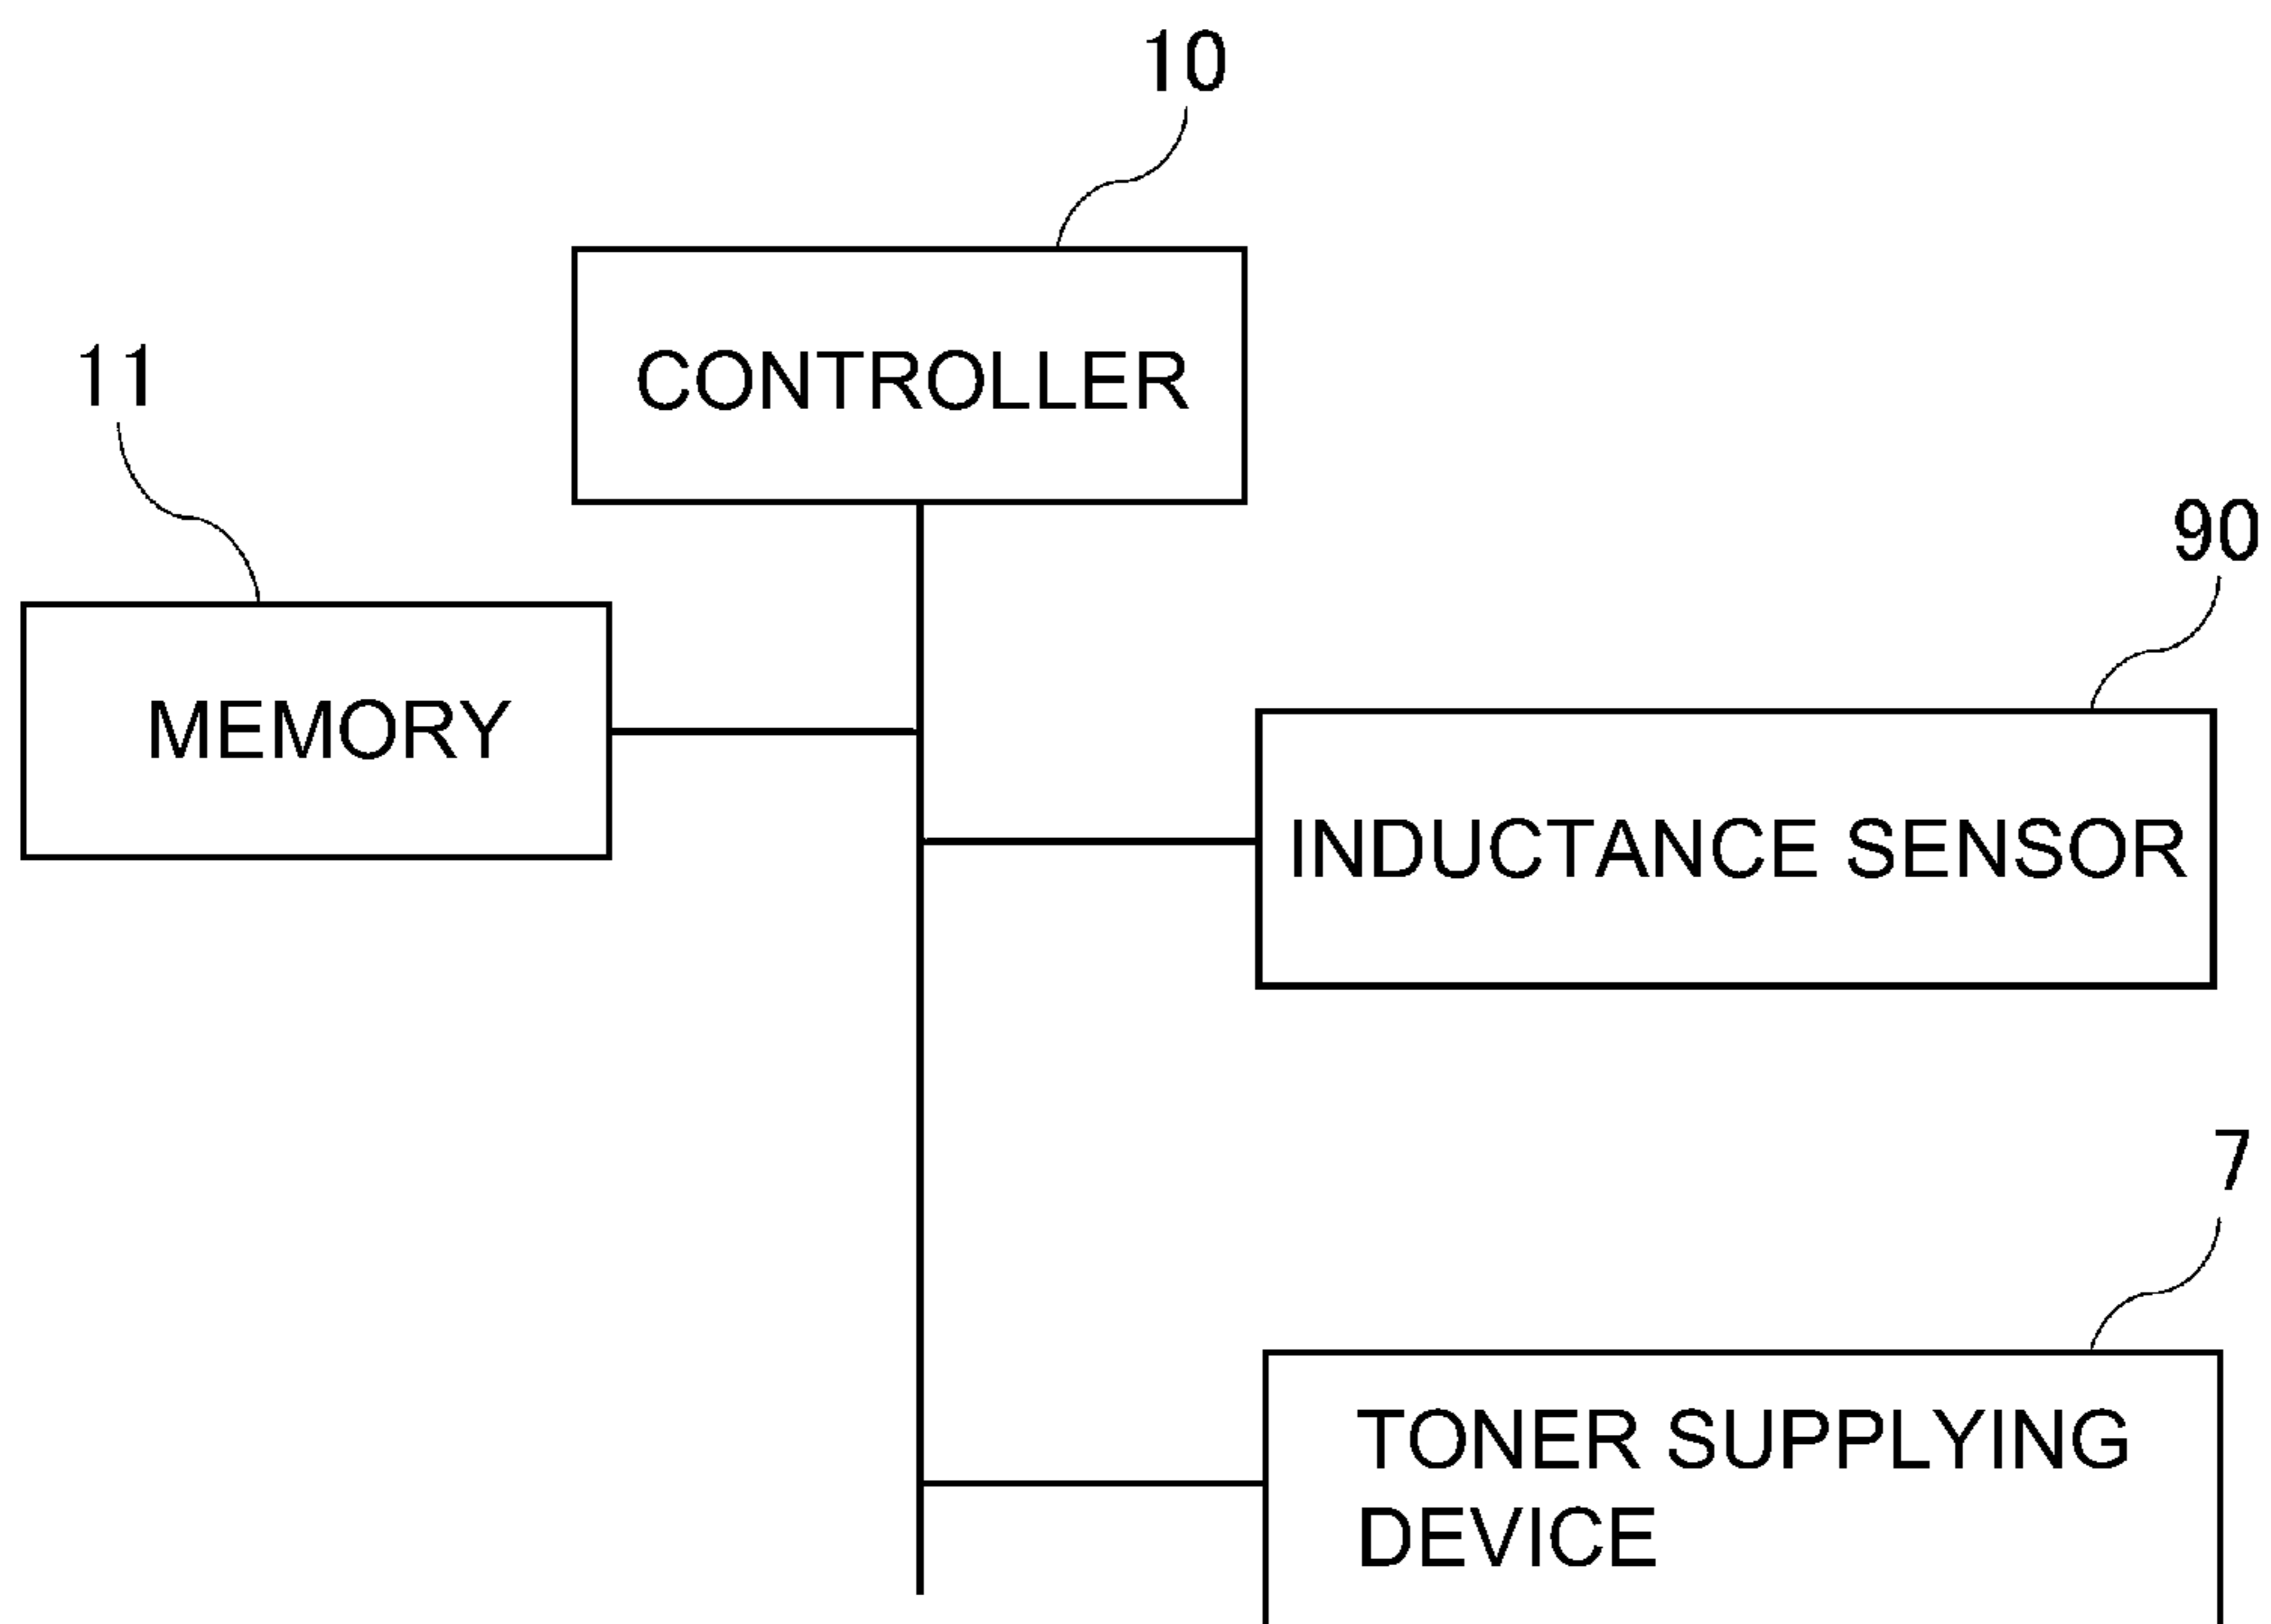 10
CONTROLLER
11
MEMORY
90
INDUCTANCE SENSOR
7
TONER SUPPLYING
DEVICE